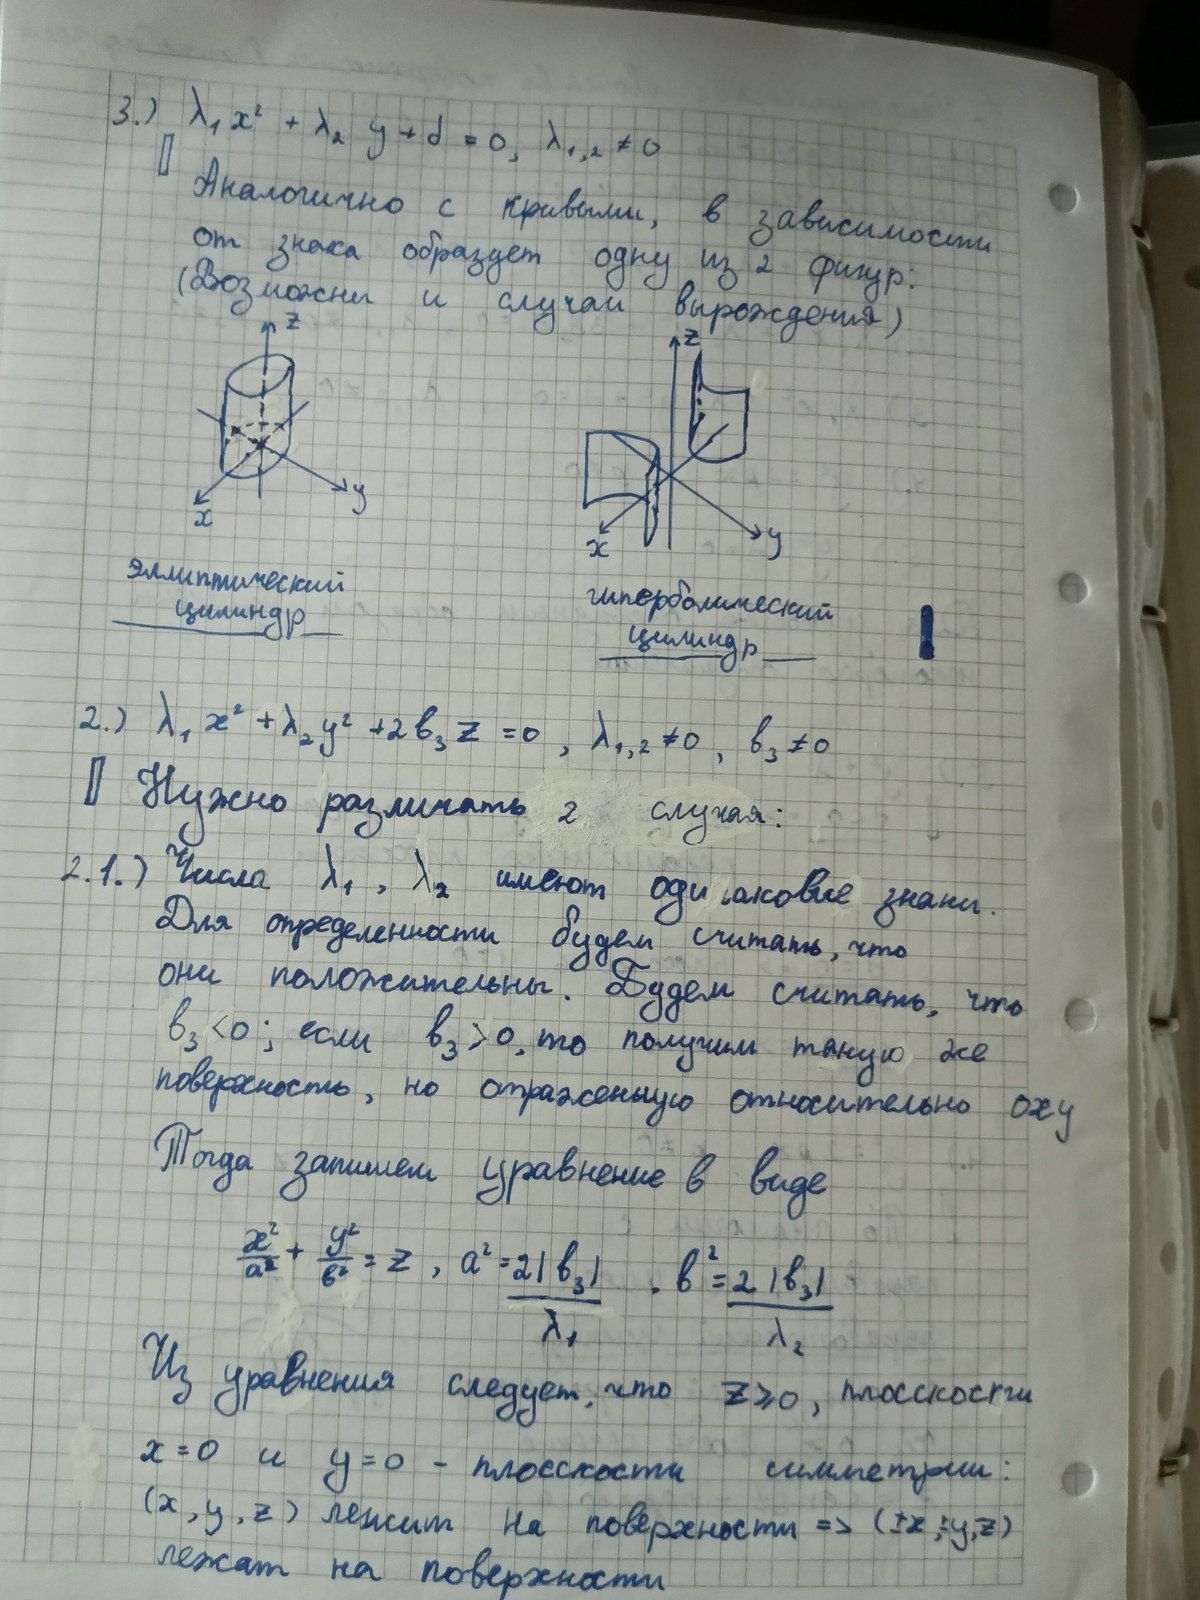 3.) λ₁x² + λ₂ y + d = 0, λ₁,₂ ≠ 0
Аналогично с кривыми, в зависимости
от знака образует одну из 2 фигур:
(Возможны и случаи вырождения)
z z
x y x y
эллиптический
цилиндр
гиперболический
цилиндр
2.) λ₁x² + λ₂y² + 2b₃z = 0, λ₁,₂ ≠ 0, b₃ ≠ 0
Нужно различать 2 случая:
2.1.) Числа λ₁, λ₂ имеют одинаковые знаки.
Для определенности будем считать, что
они положительны. Будем считать, что
b₃ < 0; если b₃ > 0, то получим такую же
поверхность, но отраженную относительно oxy
Тогда запишем уравнение в виде
x²/a² + y²/b² = z, a² = 2|b₃|/λ₁, b² = 2|b₃|/λ₂
Из уравнения следует, что z ≥ 0, плоскости
x = 0 и y = 0 - плоскости симметрии:
(x, y, z) лежит на поверхности => (±x, ±y, z)
лежат на поверхности